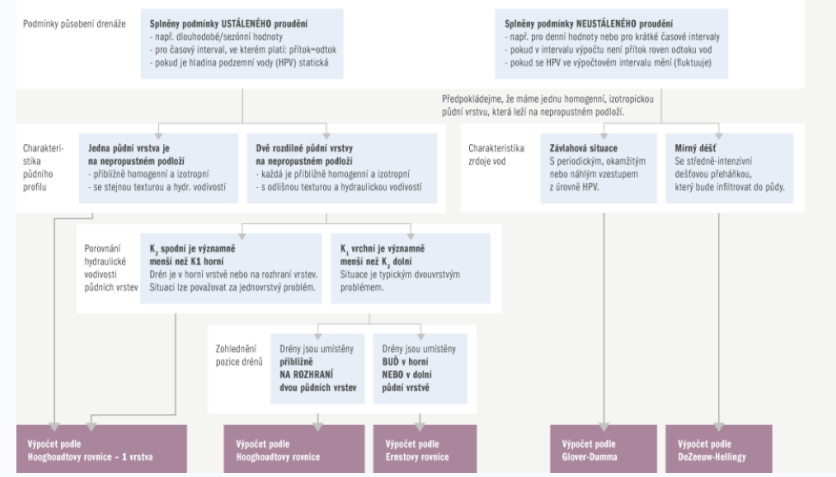 Podmínky působení drenáže
Splněny podmínky USTÁLENÉHO proudění
- např. dlouhodobé/sezónní hodnoty
- pro časový interval, ve kterém platí: přítok=odtok
- pokud je hladina podzemní vody (HPV) statická
Splněny podmínky NEUSTÁLENÉHO proudění
- např. pro denní hodnoty nebo pro krátké časové intervaly
- pokud v intervalu výpočtu není přítok roven odtoku vod
- pokud se HPV ve výpočtovém intervalu mění (fluktuuje)
Předpokládejme, že máme jednu homogenní, izotropickou
půdní vrstvu, která leží na nepropustném podloží.
Charakteri-
stika
půdního
profilu
Jedna půdní vrstva je
na nepropustném podloží
- přibližně homogenní a izotropní
- se stejnou texturou a hydr. vodivostí
Dvě rozdílné půdní vrstvy
na nepropustném podloží
- každá je přibližně homogenní a izotropní
- s odlišnou texturou a hydraulickou vodivostí
Charakteristika
zdroje vod
Závlahová situace
S periodickým, okamžitým
nebo náhlým vzestupem
z úrovně HPV.
Mírný déšť
Se středně-intenzivní
dešťovou přeháňkou,
který bude infiltrovat do půdy.
Porovnání
hydraulické
vodivosti
půdních vrstev
K₂ spodní je významně
menší než K1 horní
Drén je v horní vrstvě nebo na rozhraní vrstev.
Situaci lze považovat za jednovrstvý problém.
K₁ vrchní je významně
menší než K₂ dolní
Situace je typickým dvouvrstvým
problémem.
Zohlednění
pozice drénů
Drény jsou umístěny
přibližně
NA ROZHRANÍ
dvou půdních vrstev
Drény jsou umístěny
BUĎ v horní
NEBO v dolní
půdní vrstvě
Výpočet podle
Hooghoudtovy rovnice – 1 vrstva
Výpočet podle
Hooghoudtovy rovnice
Výpočet podle
Ernstovy rovnice
Výpočet podle
Glover-Dumma
Výpočet podle
DeZeeuw-Hellingy